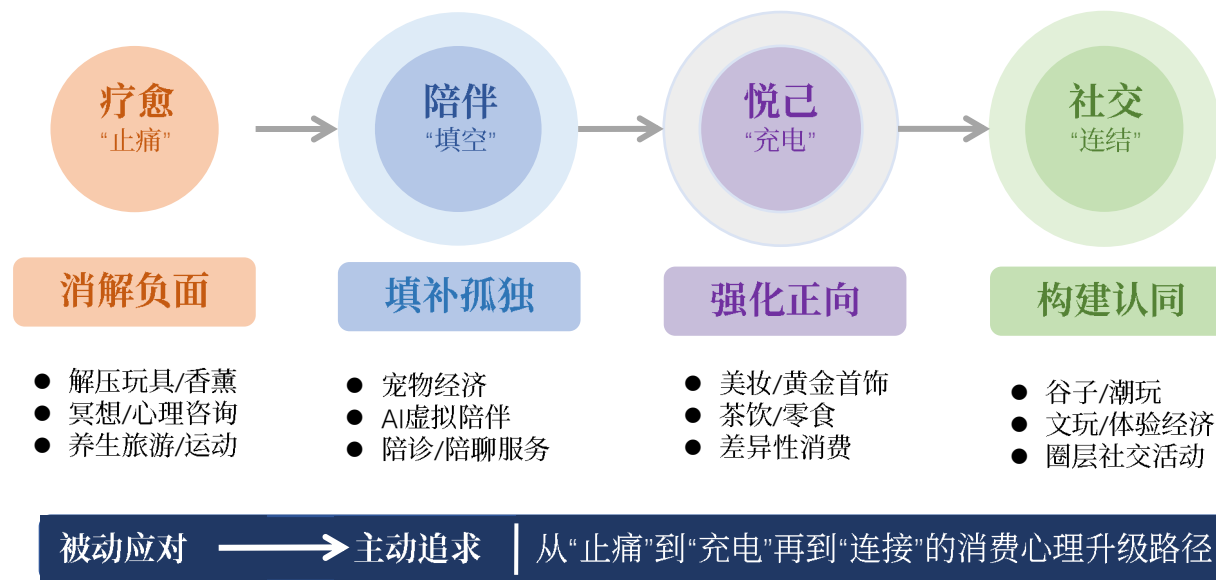 疗愈
“止痛”
陪伴
“填空”
悦己
“充电”
社交
“连结”
消解负面
填补孤独
强化正向
构建认同
解压玩具/香薰
冥想/心理咨询
养生旅游/运动
宠物经济
AI虚拟陪伴
陪诊/陪聊服务
美妆/黄金首饰
茶饮/零食
差异性消费
谷子/潮玩
文玩/体验经济
圈层社交活动
被动应对
主动追求
从“止痛”到“充电”再到“连接”的消费心理升级路径